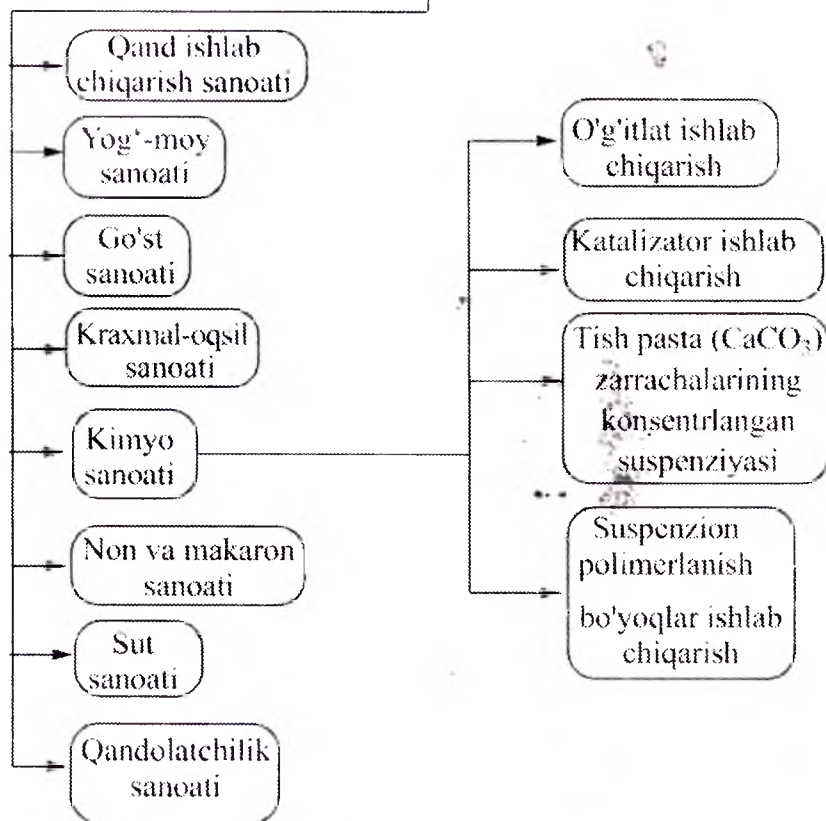 Qand ishlab
chiqarish sanoati
Yog‘-moy
sanoati
Go'st
sanoati
Kraxmal-oqsil
sanoati
Kimyo
sanoati
Non va makaron
sanoati
Sut
sanoati
Qandolatchilik
sanoati
O'g'itlat ishlab
chiqarish
Katalizator ishlab
chiqarish
Tish pasta (CaCO₃)
zarrachalarining
konsentrlangan
suspenziyasi
Suspenzion
polimerlanish
bo'yoqlar ishlab
chiqarish